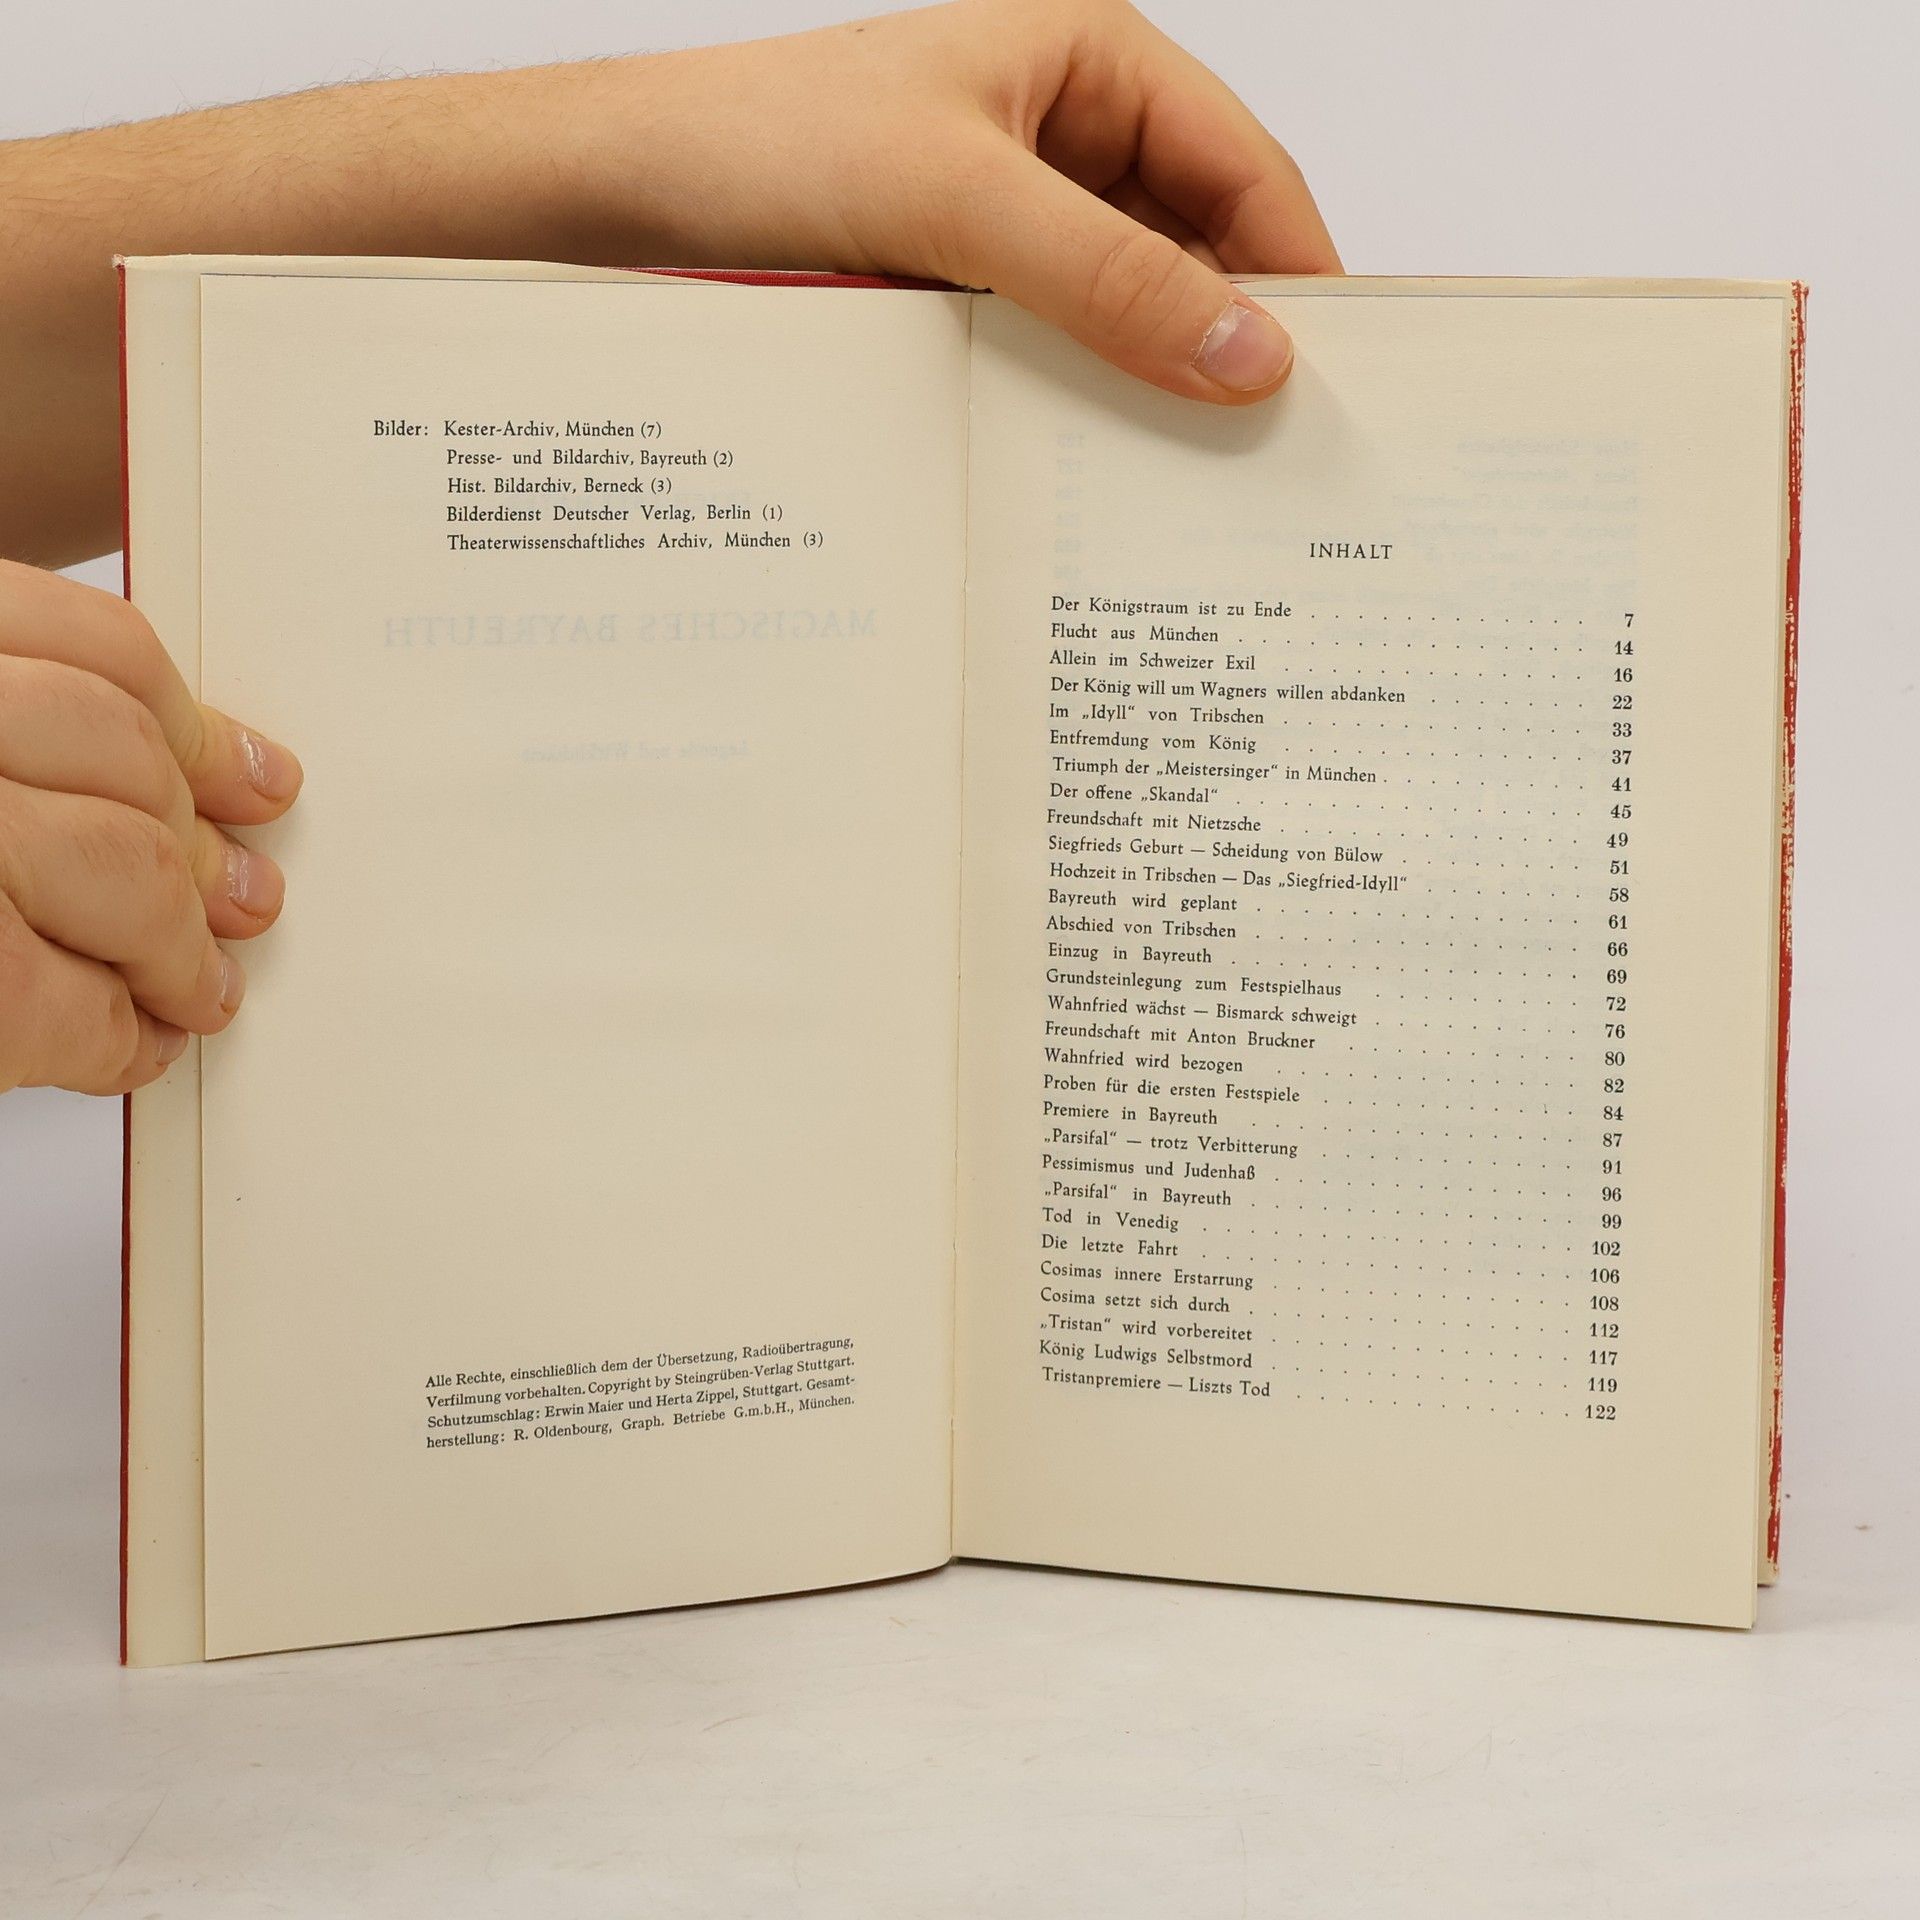 Bilder: Kester-Archiv, München (7)
Presse- und Bildarchiv, Bayreuth (2)
Hist. Bildarchiv, Berneck (3)
Bilderdienst Deutscher Verlag, Berlin (1)
Theaterwissenschaftliches Archiv, München (3)
MAGISCHES BAYREUTH
Legende und Wirklichkeit
Alle Rechte, einschließlich dem der Übersetzung, Radioübertragung,
Verfilmung vorbehalten. Copyright by Steingrüben-Verlag Stuttgart.
Schutzumschlag: Erwin Maier und Herta Zippel, Stuttgart. Gesamt-
herstellung: R. Oldenbourg, Graph. Betriebe G.m.b.H., München.
INHALT
Der Königstraum ist zu Ende . . . . . . . . . . . . 7
Flucht aus München . . . . . . . . . . . . . . . 14
Allein im Schweizer Exil . . . . . . . . . . . . . 16
Der König will um Wagners willen abdanken . . . . . . . 22
Im „Idyll“ von Tribschen . . . . . . . . . . . . . 33
Entfremdung vom König . . . . . . . . . . . . . 37
Triumph der „Meistersinger“ in München . . . . . . . . . 41
Der offene „Skandal“ . . . . . . . . . . . . . . . 45
Freundschaft mit Nietzsche . . . . . . . . . . . . . 49
Siegfrieds Geburt — Scheidung von Bülow . . . . . . . . 51
Hochzeit in Tribschen — Das „Siegfried-Idyll“ . . . . . . . 58
Bayreuth wird geplant . . . . . . . . . . . . . . 61
Abschied von Tribschen . . . . . . . . . . . . . . 66
Einzug in Bayreuth . . . . . . . . . . . . . . . 69
Grundsteinlegung zum Festspielhaus . . . . . . . . . 72
Wahnfried wächst — Bismarck schweigt . . . . . . . . . 76
Freundschaft mit Anton Bruckner . . . . . . . . . . 80
Wahnfried wird bezogen . . . . . . . . . . . . . 82
Proben für die ersten Festspiele . . . . . . . . . . . 84
Premiere in Bayreuth . . . . . . . . . . . . . . 87
„Parsifal“ — trotz Verbitterung . . . . . . . . . . . 91
Pessimismus und Judenhaß . . . . . . . . . . . . . 96
„Parsifal“ in Bayreuth . . . . . . . . . . . . . . 99
Tod in Venedig . . . . . . . . . . . . . . . . 102
Die letzte Fahrt . . . . . . . . . . . . . . . . 106
Cosimas innere Erstarrung . . . . . . . . . . . . . 108
Cosima setzt sich durch . . . . . . . . . . . . . . 112
„Tristan“ wird vorbereitet . . . . . . . . . . . . . 117
König Ludwigs Selbstmord . . . . . . . . . . . . . 119
Tristanpremiere — Liszts Tod . . . . . . . . . . . . 122